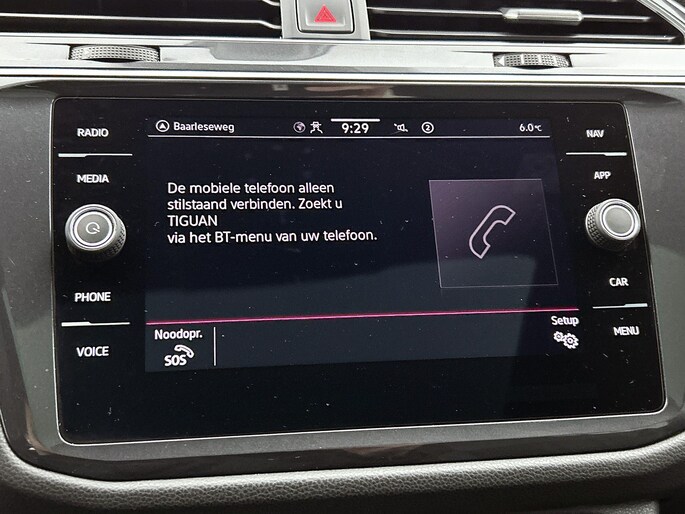 RADIO
MEDIA
PHONE
VOICE
Baarleseweg
9:29
2
6.0°C
De mobiele telefoon alleen
stilstaand verbinden. Zoekt u
TIGUAN
via het BT-menu van uw telefoon.
Noodopr.
SOS
Setup
NAV
APP
CAR
MENU